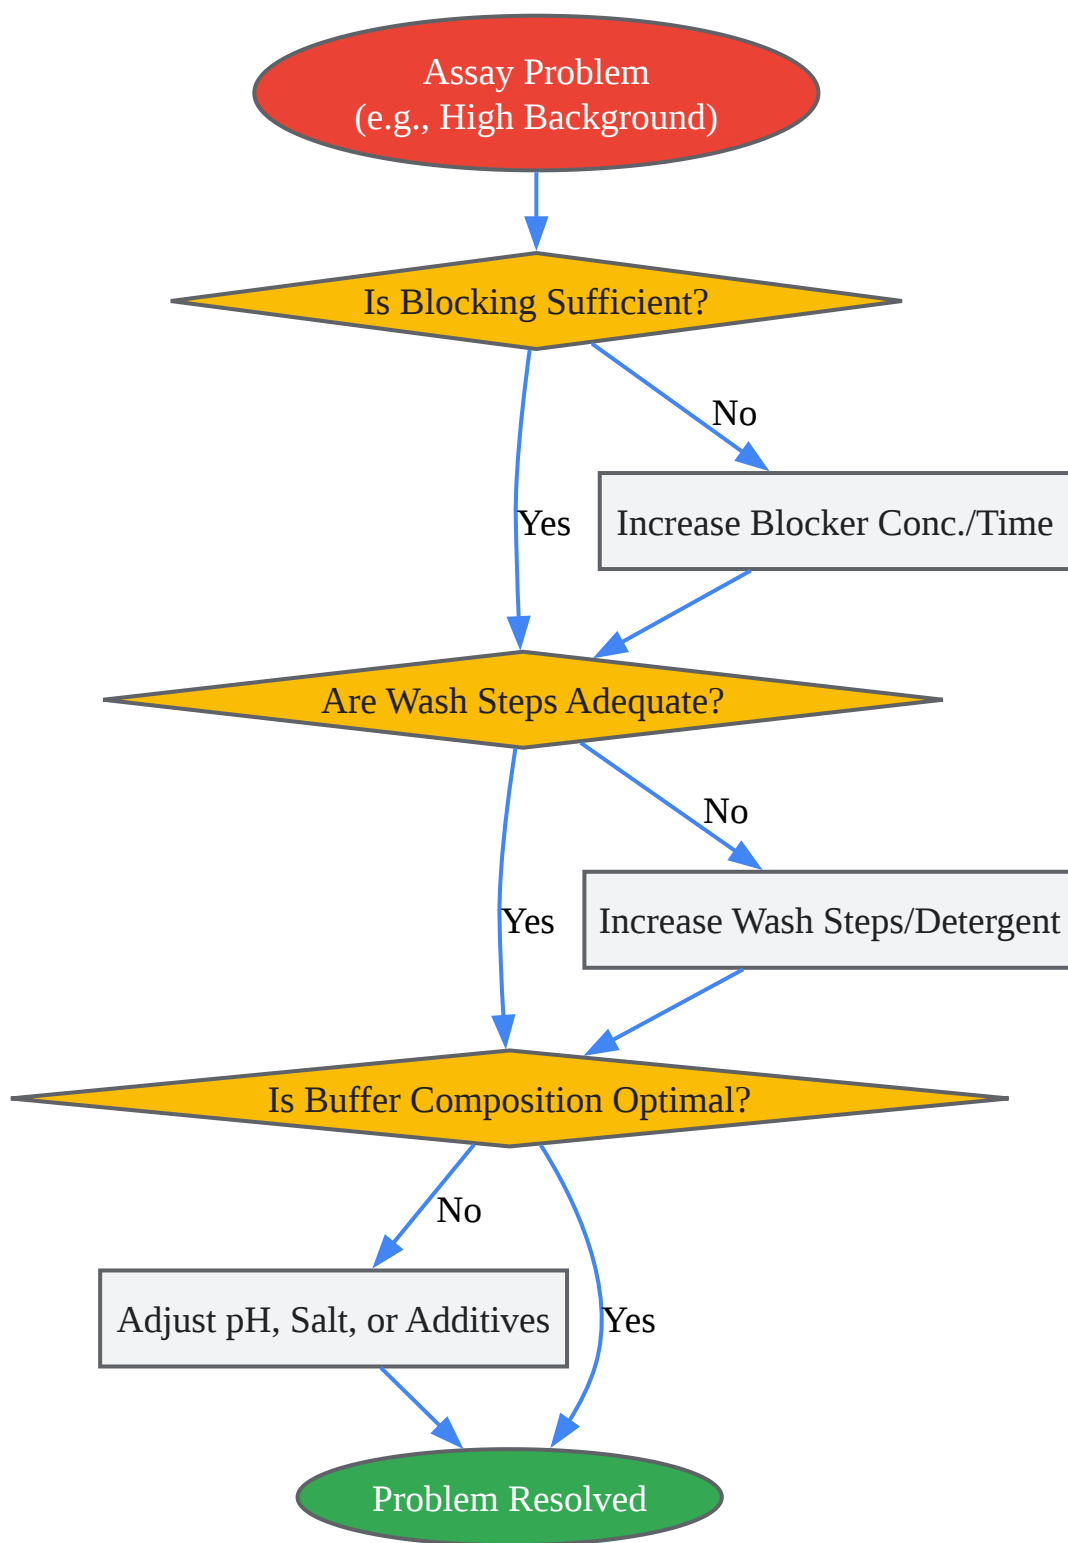 Assay Problem
(e.g., High Background)
Is Blocking Sufficient?
No
Yes
Increase Blocker Conc./Time
Are Wash Steps Adequate?
No
Yes
Increase Wash Steps/Detergent
Is Buffer Composition Optimal?
No
Adjust pH, Salt, or Additives
Yes
Problem Resolved